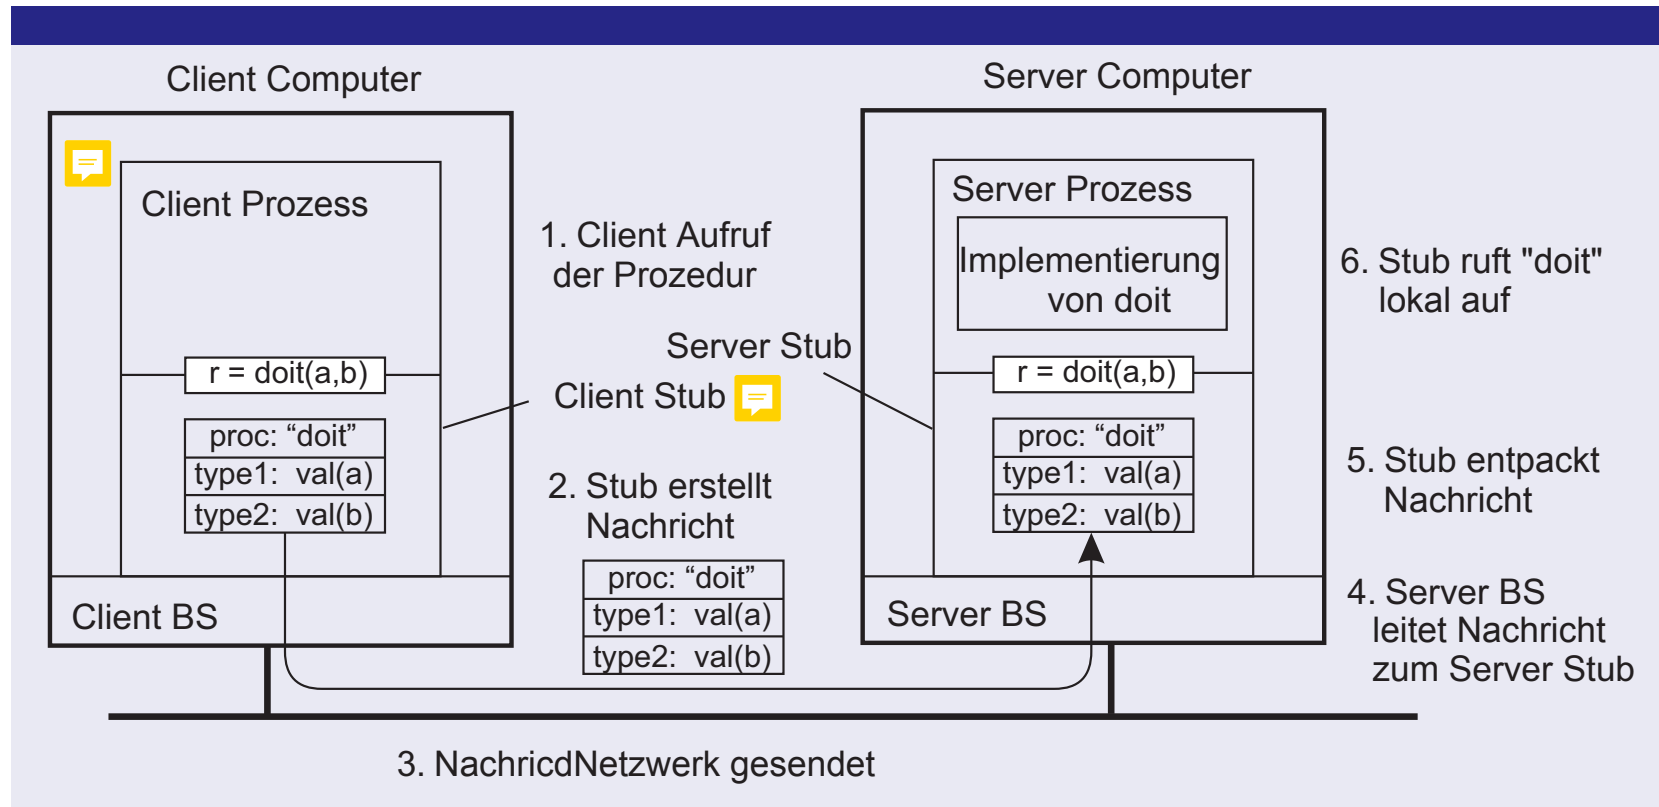 Client Computer
Client Prozess
r = doit(a,b)
proc: “doit”
type1: val(a)
type2: val(b)
Client BS
1. Client Aufruf
der Prozedur
Server Stub
Client Stub
2. Stub erstellt
Nachricht
proc: “doit”
type1: val(a)
type2: val(b)
3. NachricdNetzwerk gesendet
Server Computer
Server Prozess
Implementierung
von doit
r = doit(a,b)
proc: “doit”
type1: val(a)
type2: val(b)
Server BS
6. Stub ruft "doit"
lokal auf
5. Stub entpackt
Nachricht
4. Server BS
leitet Nachricht
zum Server Stub